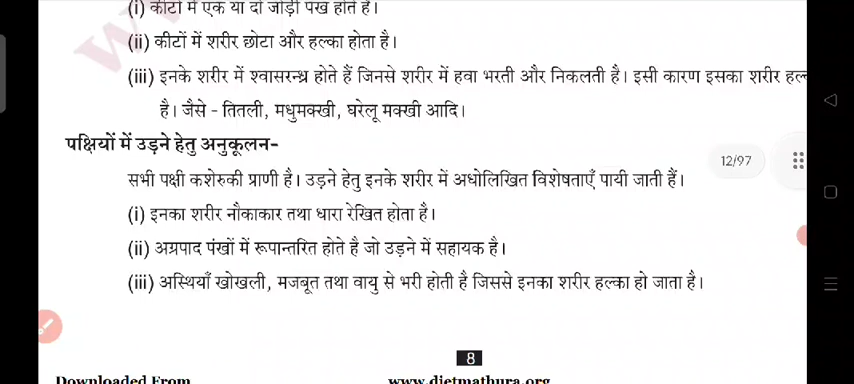 (i) कीटों में एक या दो जोड़ी पंख होते हैं।
(ii) कीटों में शरीर छोटा और हल्का होता है।
(iii) इनके शरीर में श्वासरन्ध्र होते हैं जिनसे शरीर में हवा भरती और निकलती है। इसी कारण इसका शरीर
है। जैसे - तितली, मधुमक्खी, घरेलू मक्खी आदि।
पक्षियों में उड़ने हेतु अनुकूलन-
12/97
सभी पक्षी कशेरुकी प्राणी है। उड़ने हेतु इनके शरीर में अधोलिखित विशेषताएँ पायी जाती हैं।
(i) इनका शरीर नौकाकार तथा धारा रेखित होता है।
(ii) अग्रपाद पंखों में रूपान्तरित होते है जो उड़ने में सहायक है।
(iii) अस्थियाँ खोखली, मजबूत तथा वायु से भरी होती है जिससे इनका शरीर हल्का हो जाता है।
8
Downloaded From www.dietmathura.org